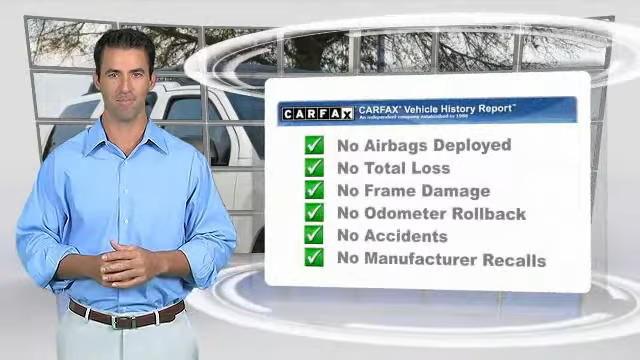 CARFAX CARFAX® Vehicle History Report™
An independent company established in 1986
No Airbags Deployed
No Total Loss
No Frame Damage
No Odometer Rollback
No Accidents
No Manufacturer Recalls